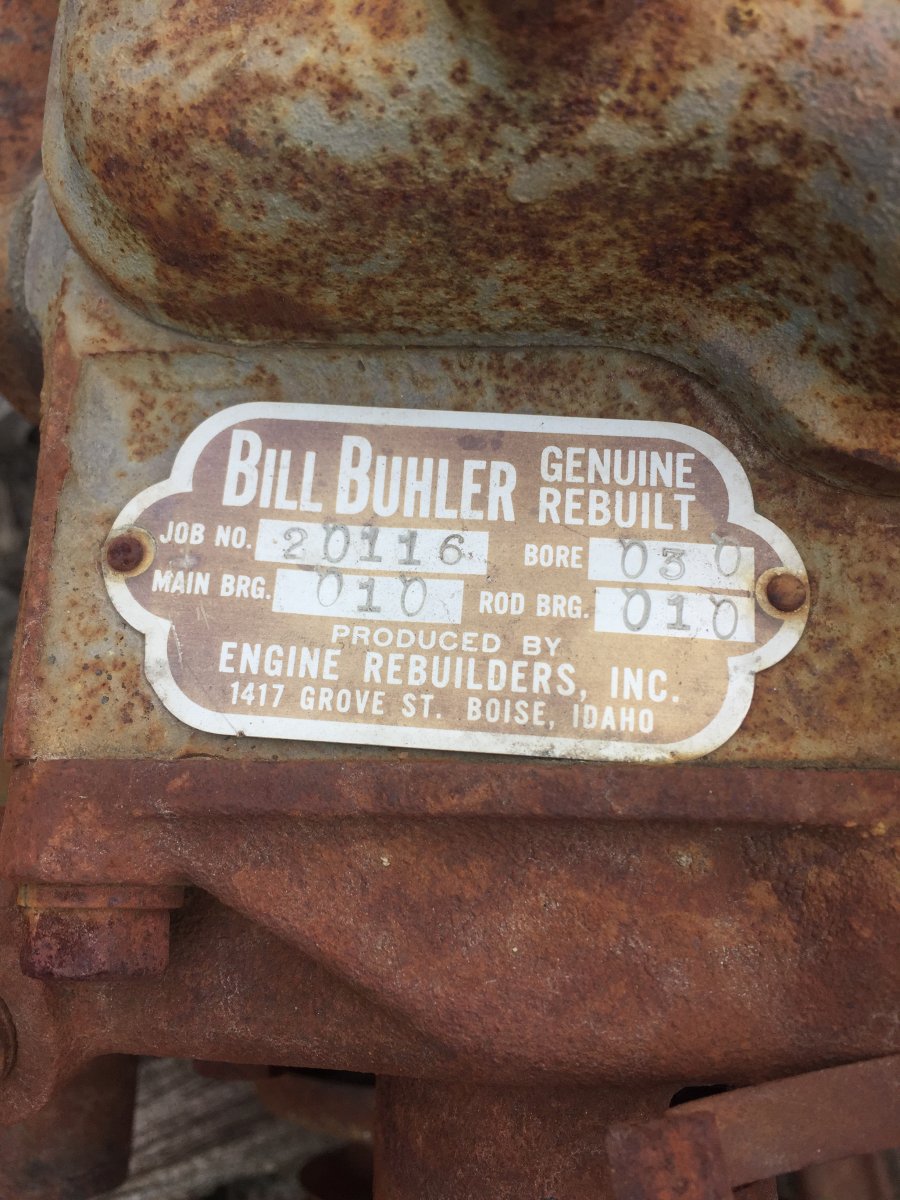 BILL BUHLER GENUINE REBUILT
JOB NO. 20116 BORE 030
MAIN BRG. 010 ROD BRG. 010
PRODUCED BY
ENGINE REBUILDERS, INC.
1417 GROVE ST. BOISE, IDAHO